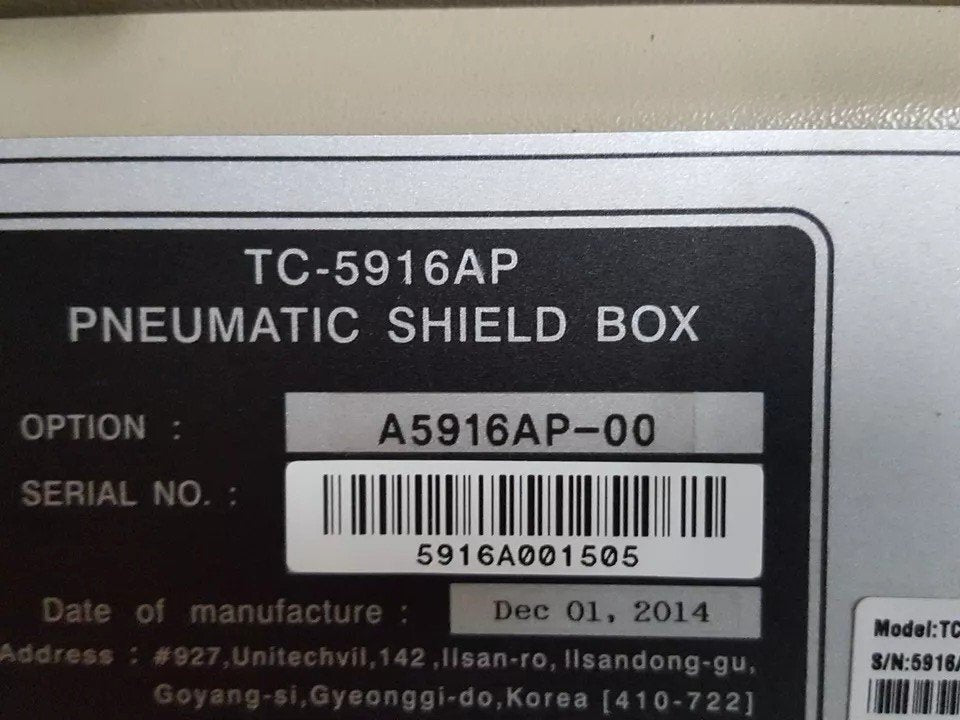 TC-5916AP
PNEUMATIC SHIELD BOX
OPTION : A5916AP-00
SERIAL NO. :
5916A001505
Date of manufacture : Dec 01, 2014
Address : #927,Unitechvil,142 ,Ilsan-ro, Ilsandong-gu,
Goyang-si,Gyeonggi-do,Korea [410-722]
Model:TC
S/N:5916A